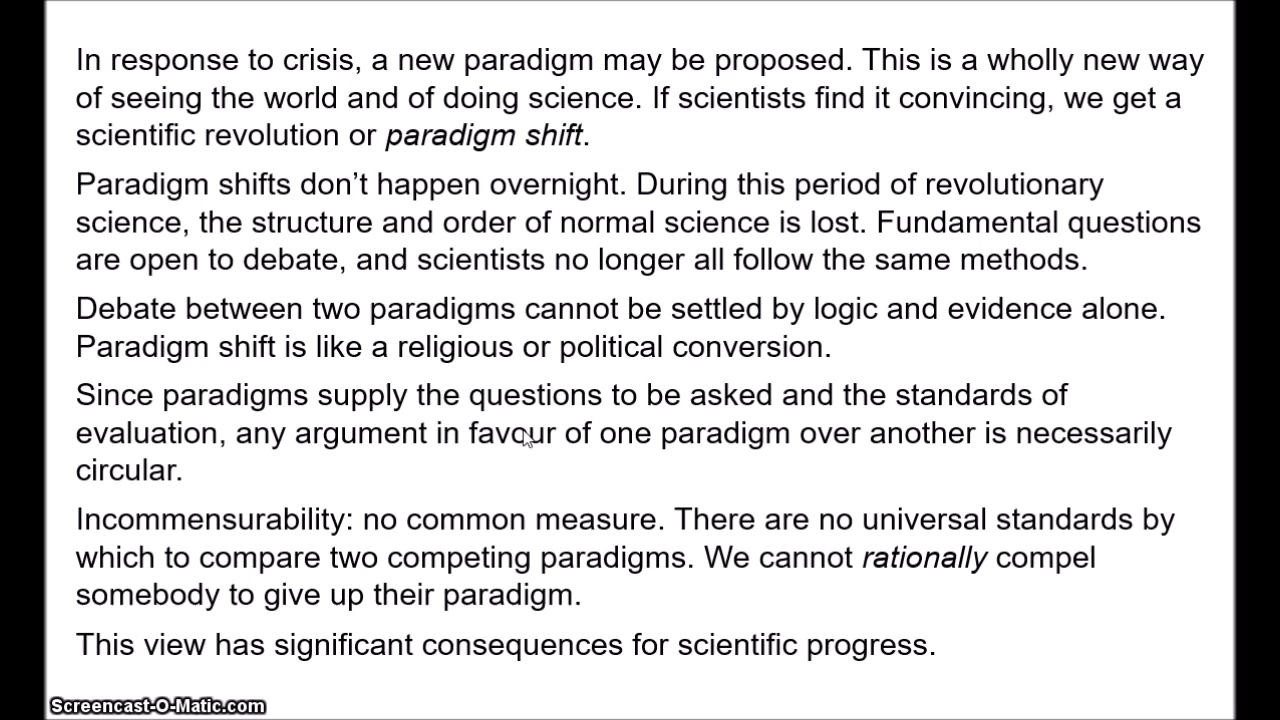 In response to crisis, a new paradigm may be proposed. This is a wholly new way
of seeing the world and of doing science. If scientists find it convincing, we get a
scientific revolution or paradigm shift.
Paradigm shifts don’t happen overnight. During this period of revolutionary
science, the structure and order of normal science is lost. Fundamental questions
are open to debate, and scientists no longer all follow the same methods.
Debate between two paradigms cannot be settled by logic and evidence alone.
Paradigm shift is like a religious or political conversion.
Since paradigms supply the questions to be asked and the standards of
evaluation, any argument in favour of one paradigm over another is necessarily
circular.
Incommensurability: no common measure. There are no universal standards by
which to compare two competing paradigms. We cannot rationally compel
somebody to give up their paradigm.
This view has significant consequences for scientific progress.
Screencast-O-Matic.com